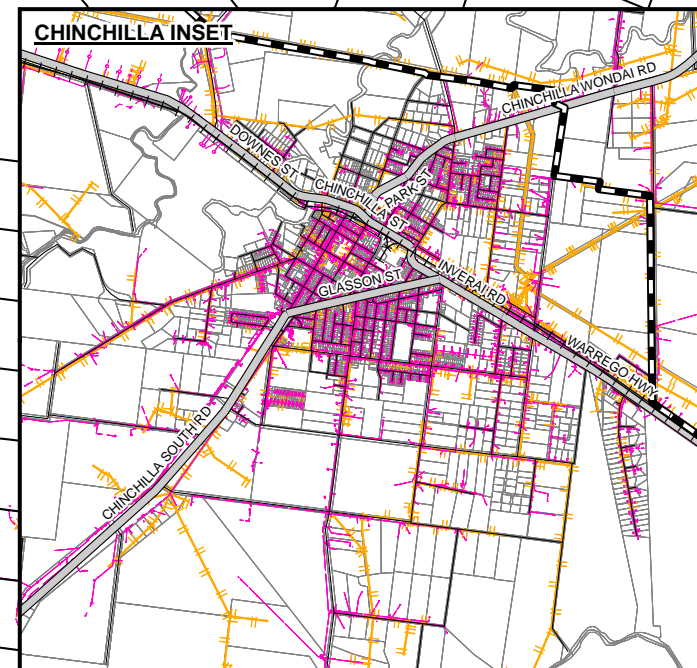 CHINCHILLA INSET
CHINCHILLA WONDAI RD
DOWNES ST
CHINCHILLA ST
PARK ST
GLASSON ST
INVERAI RD
WARREGO HWY
CHINCHILLA SOUTH RD